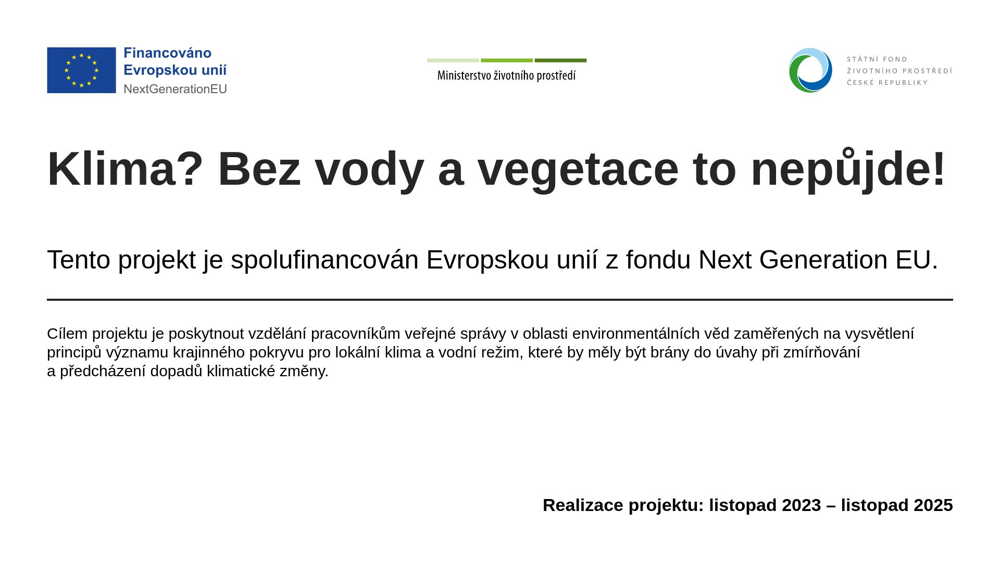 Financováno
Evropskou unií
NextGenerationEU
Ministerstvo životního prostředí
STÁTNÍ FOND
ŽIVOTNÍHO PROSTŘEDÍ
ČESKÉ REPUBLIKY
Klima? Bez vody a vegetace to nepůjde!
Tento projekt je spolufinancován Evropskou unií z fondu Next Generation EU.
Cílem projektu je poskytnout vzdělání pracovníkům veřejné správy v oblasti environmentálních věd zaměřených na vysvětlení
principů významu krajinného pokryvu pro lokální klima a vodní režim, které by měly být brány do úvahy při zmírňování
a předcházení dopadů klimatické změny.
Realizace projektu: listopad 2023 – listopad 2025